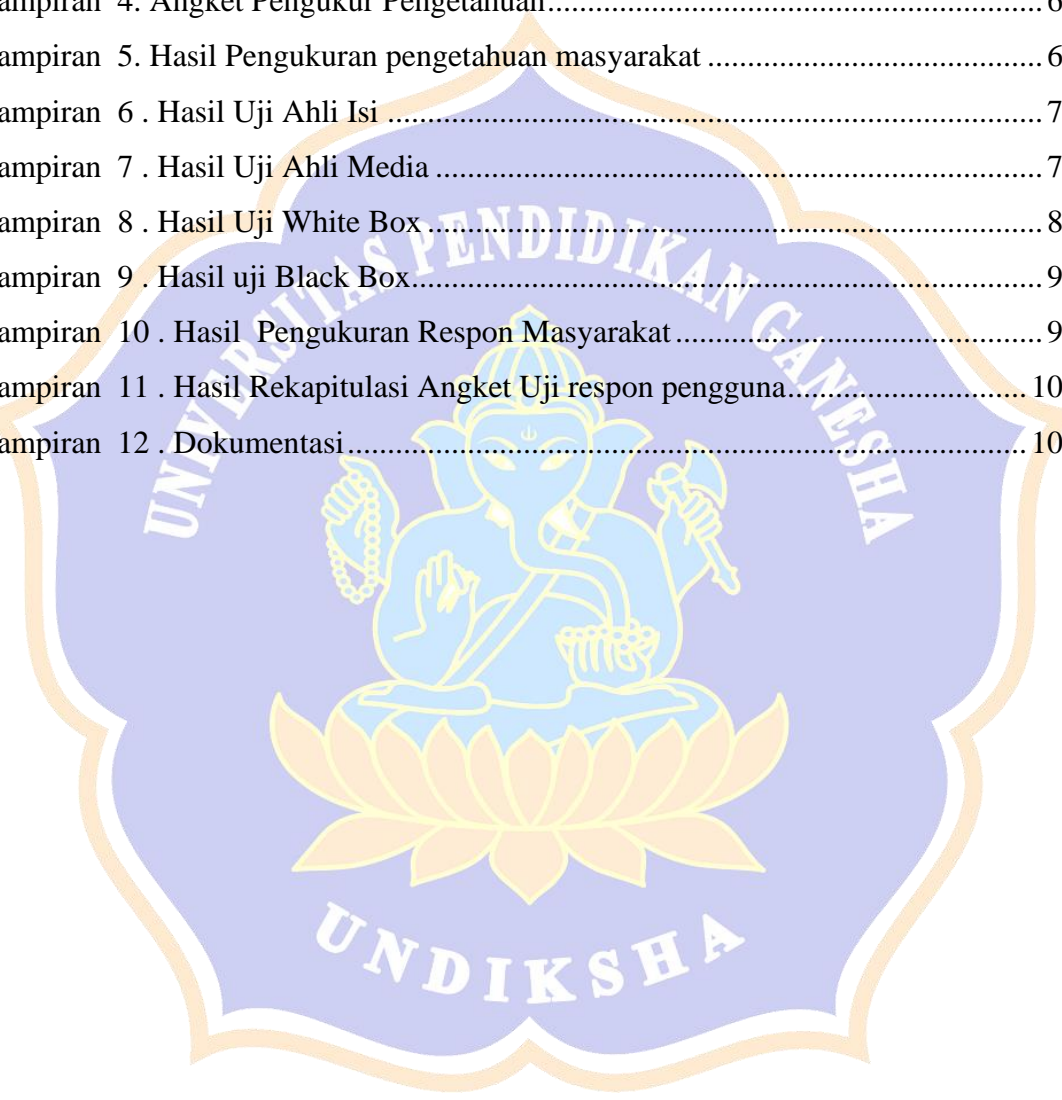 ampiran 4. Angket Pengukur Pengetahuan.......................................................... 6
ampiran 5. Hasil Pengukuran pengetahuan masyarakat .......................................... 6
ampiran 6 . Hasil Uji Ahli Isi .......................................................................... 7
ampiran 7 . Hasil Uji Ahli Media ..................................................................... 7
ampiran 8 . Hasil Uji White Box ...................................................................... 8
ampiran 9 . Hasil uji Black Box........................................................................ 9
ampiran 10 . Hasil Pengukuran Respon Masyarakat .............................................. 9
ampiran 11 . Hasil Rekapitulasi Angket Uji respon pengguna.............................. 10
ampiran 12 . Dokumentasi............................................................................... 10
UNIVERSITAS PENDIDIKAN GANESHA
UNDIKSHA